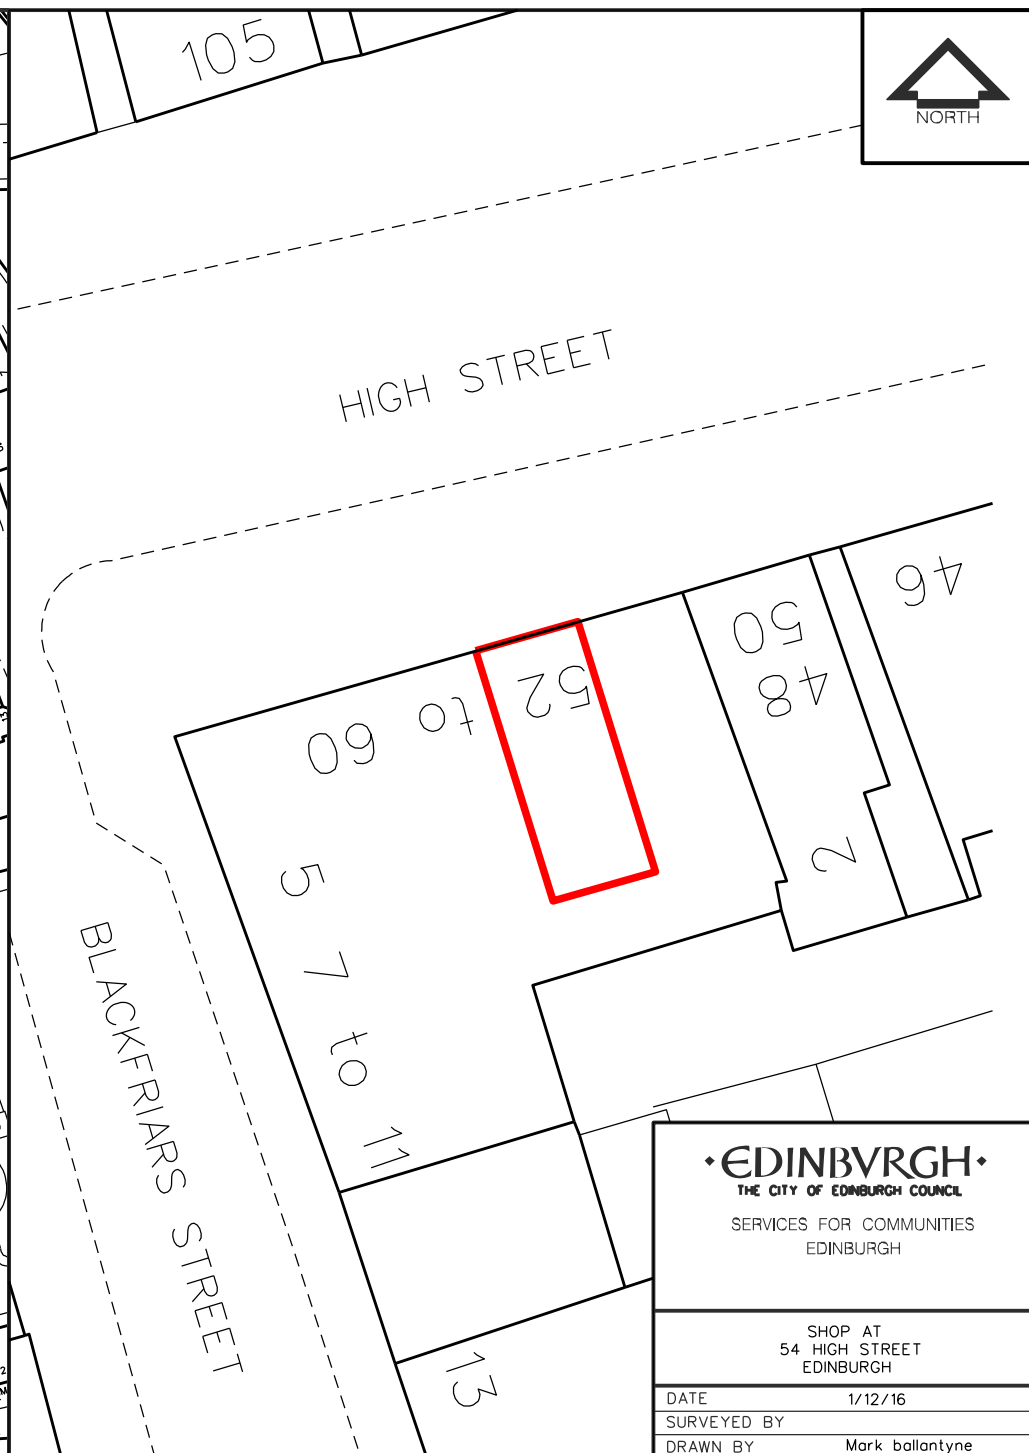 105
NORTH
HIGH STREET
46
50
48
52 to 60
2
5
7 to 11
BLACKFRIARS STREET
13
EDINBVRGH
THE CITY OF EDINBURGH COUNCIL
SERVICES FOR COMMUNITIES
EDINBURGH
SHOP AT
54 HIGH STREET
EDINBURGH
DATE 1/12/16
SURVEYED BY
DRAWN BY Mark ballantyne